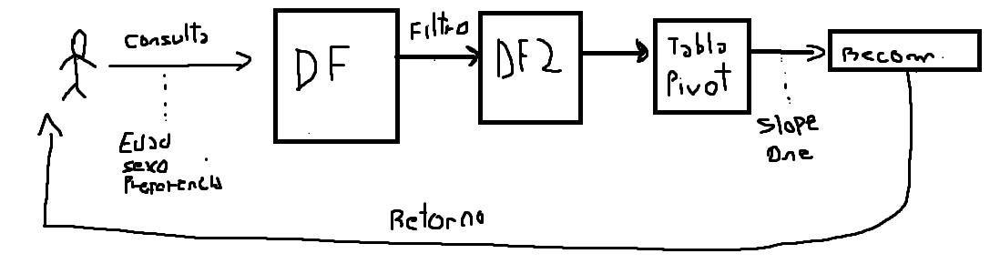 Consulta
Edad
sexo
Preferencia
DF
Filtro
DF2
Tabla
Pivot
Slope
One
Recom.
Retorno